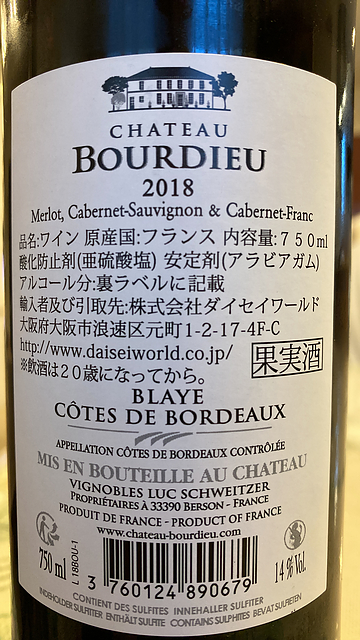 CHATEAU
BOURDIEU
2018
Merlot, Cabernet-Sauvignon & Cabernet-Franc
品名:ワイン 原産国:フランス 内容量:７５０ml
酸化防止剤(亜硫酸塩) 安定剤(アラビアガム)
アルコール分:裏ラベルに記載
輸入者及び引取先:株式会社ダイセイワールド
大阪府大阪市浪速区元町1-2-17-4F-C
http://www.daiseiworld.co.jp/
※飲酒は２０歳になってから。
果実酒
BLAYE
CÔTES DE BORDEAUX
APPELLATION CÔTES DE BORDEAUX CONTRÔLÉE
MIS EN BOUTEILLE AU CHATEAU
VIGNOBLES LUC SCHWEITZER
PROPRIÉTAIRES À 33390 BERSON - FRANCE
PRODUIT DE FRANCE - PRODUCT OF FRANCE
www.chateau-bourdieu.com
750 ml
L 18BOU-1
3 760124 890679
14 % Vol.
CONTIENT DES SULFITES INNEHALLER SULFITER
INDEHOLDER SULFITTER ENTHÄLT SULFITE CONTAINS SULPHITES BEVAT SULFIETEN